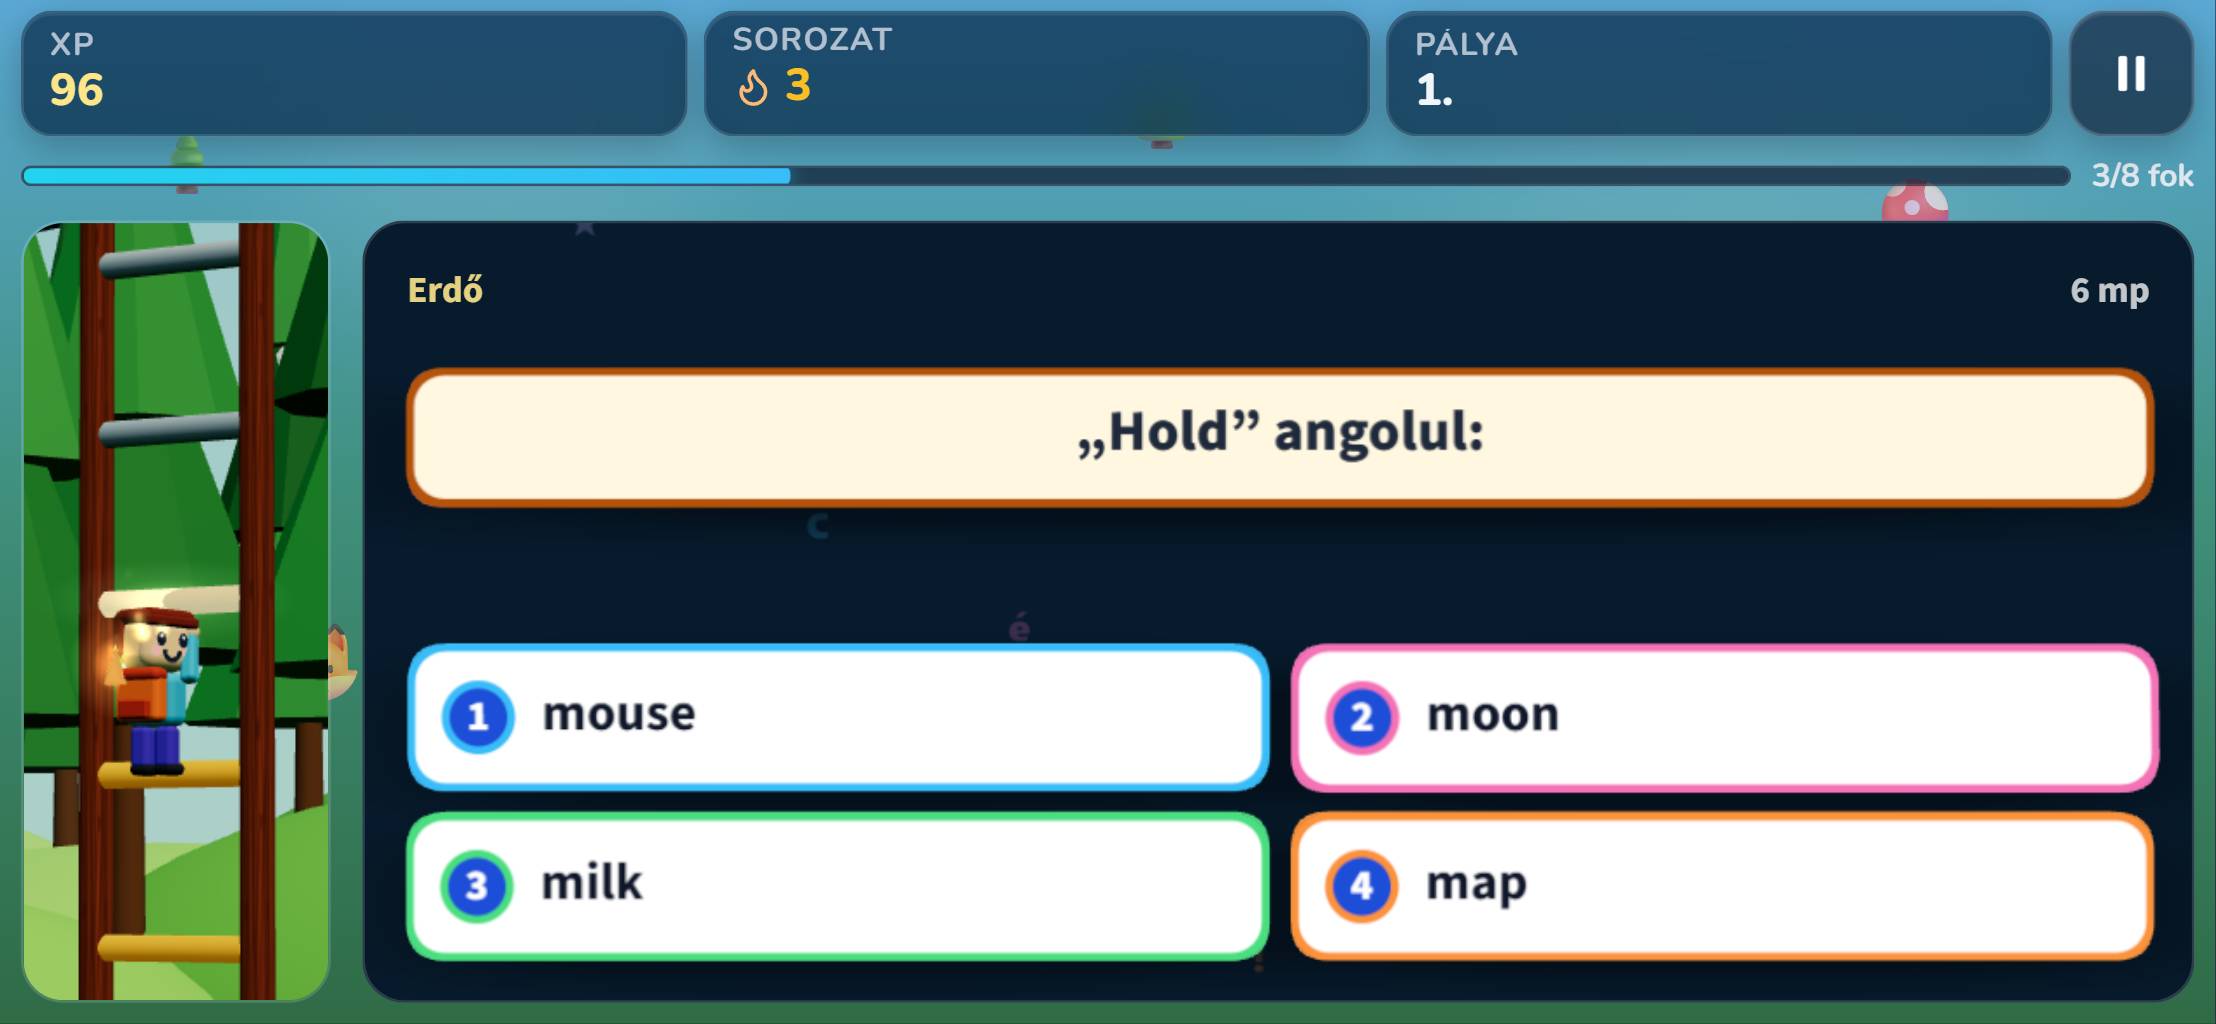 XP
96
SOROZAT
3
PÁLYA
1.
3/8 fok
Erdő
6 mp
„Hold” angolul:
c
é
1 mouse
2 moon
3 milk
4 map
!